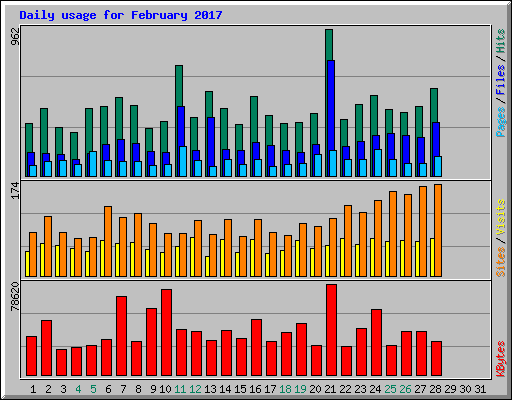 Daily usage for February 2017
962
174
78620
Pages / Files / Hits
Sites / Visits
KBytes
1 2 3 4 5 6 7 8 9 10 11 12 13 14 15 16 17 18 19 20 21 22 23 24 25 26 27 28 29 30 31